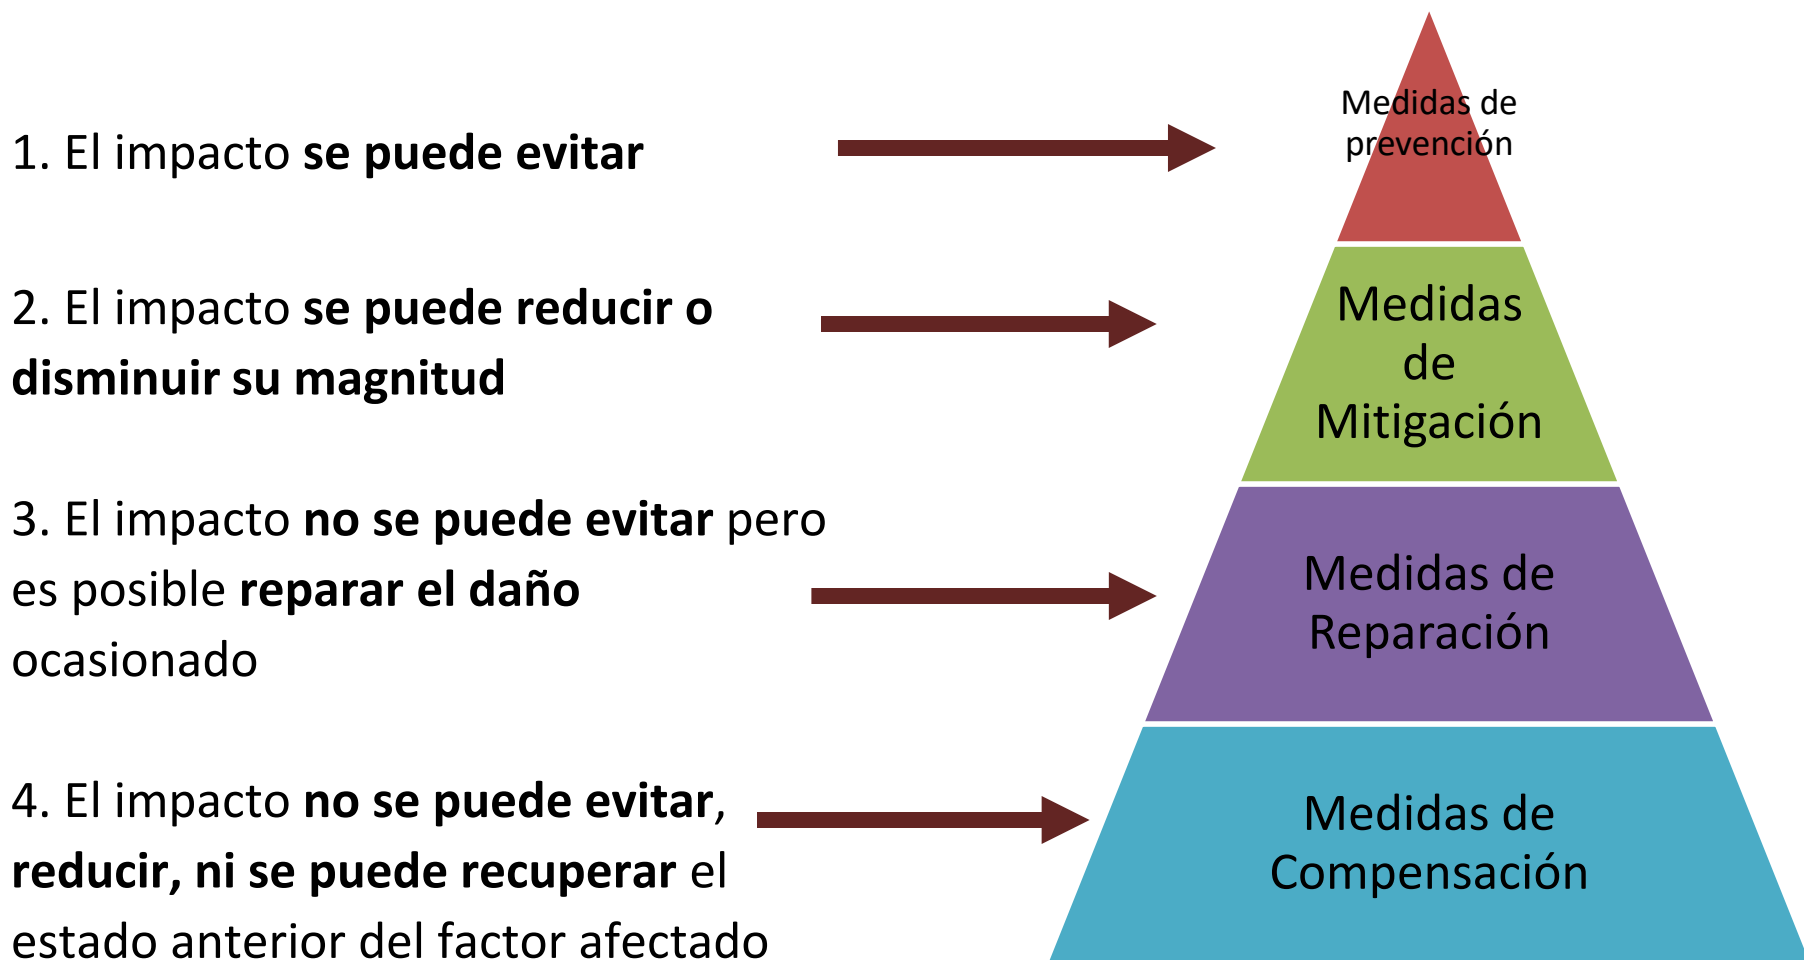 1. El impacto se puede evitar
Medidas de
prevención
2. El impacto se puede reducir o
disminuir su magnitud
Medidas
de
Mitigación
3. El impacto no se puede evitar pero
es posible reparar el daño
ocasionado
Medidas de
Reparación
4. El impacto no se puede evitar,
reducir, ni se puede recuperar el
estado anterior del factor afectado
Medidas de
Compensación